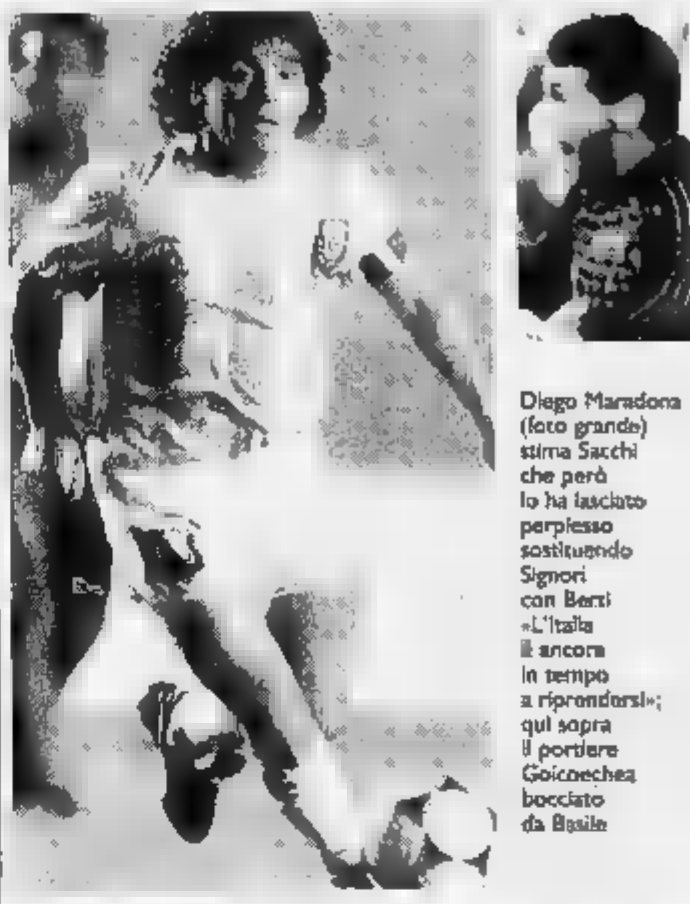 Diego Maradona
(foto grande)
stima Sacchi
che però
lo ha lasciato
perplesso
sostituendo
Signori
con Berti
«L'Italia
è ancora
in tempo
a riprendersi»;
qui sopra
il portiere
Goicoechea
bocciato
da Basile